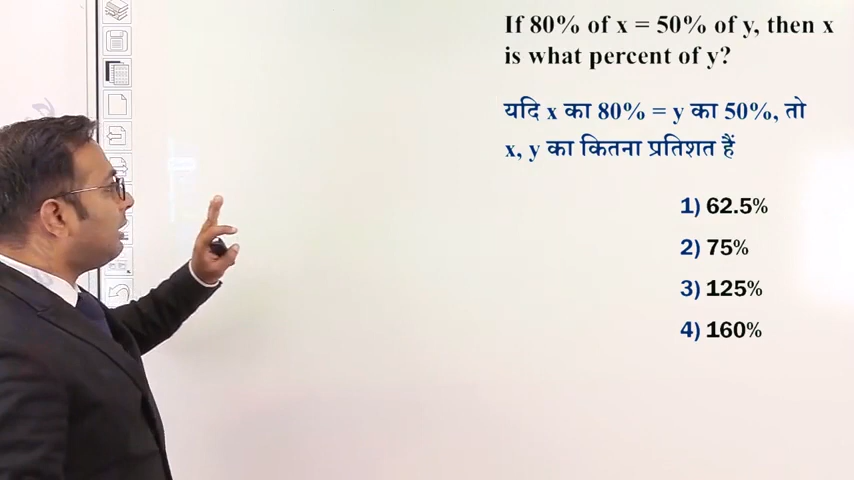 If 80% of x = 50% of y, then x
is what percent of y?
यदि x का 80% = y का 50%, तो
x, y का कितना प्रतिशत हैं
1) 62.5%
2) 75%
3) 125%
4) 160%